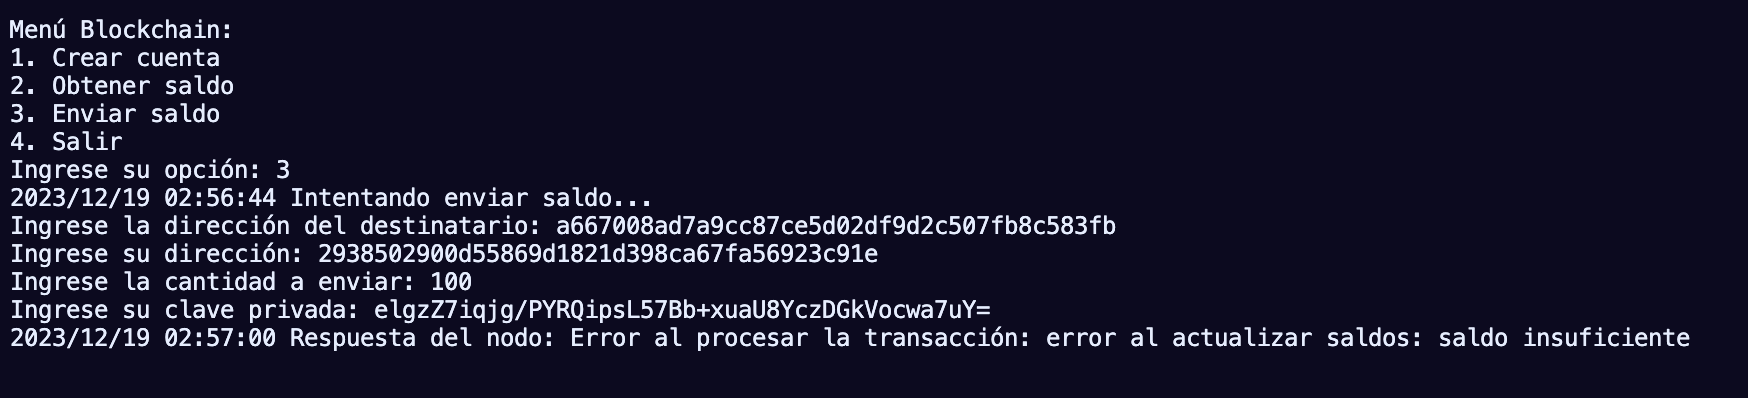 Menú Blockchain:
1. Crear cuenta
2. Obtener saldo
3. Enviar saldo
4. Salir
Ingrese su opción: 3
2023/12/19 02:56:44 Intentando enviar saldo...
Ingrese la dirección del destinatario: a667008ad7a9cc87ce5d02df9d2c507fb8c583fb
Ingrese su dirección: 2938502900d55869d1821d398ca67fa56923c91e
Ingrese la cantidad a enviar: 100
Ingrese su clave privada: elgzZ7iqjg/PYRQipsL57Bb+xuaU8YczDGkVocwa7uY=
2023/12/19 02:57:00 Respuesta del nodo: Error al procesar la transacción: error al actualizar saldos: saldo insuficiente